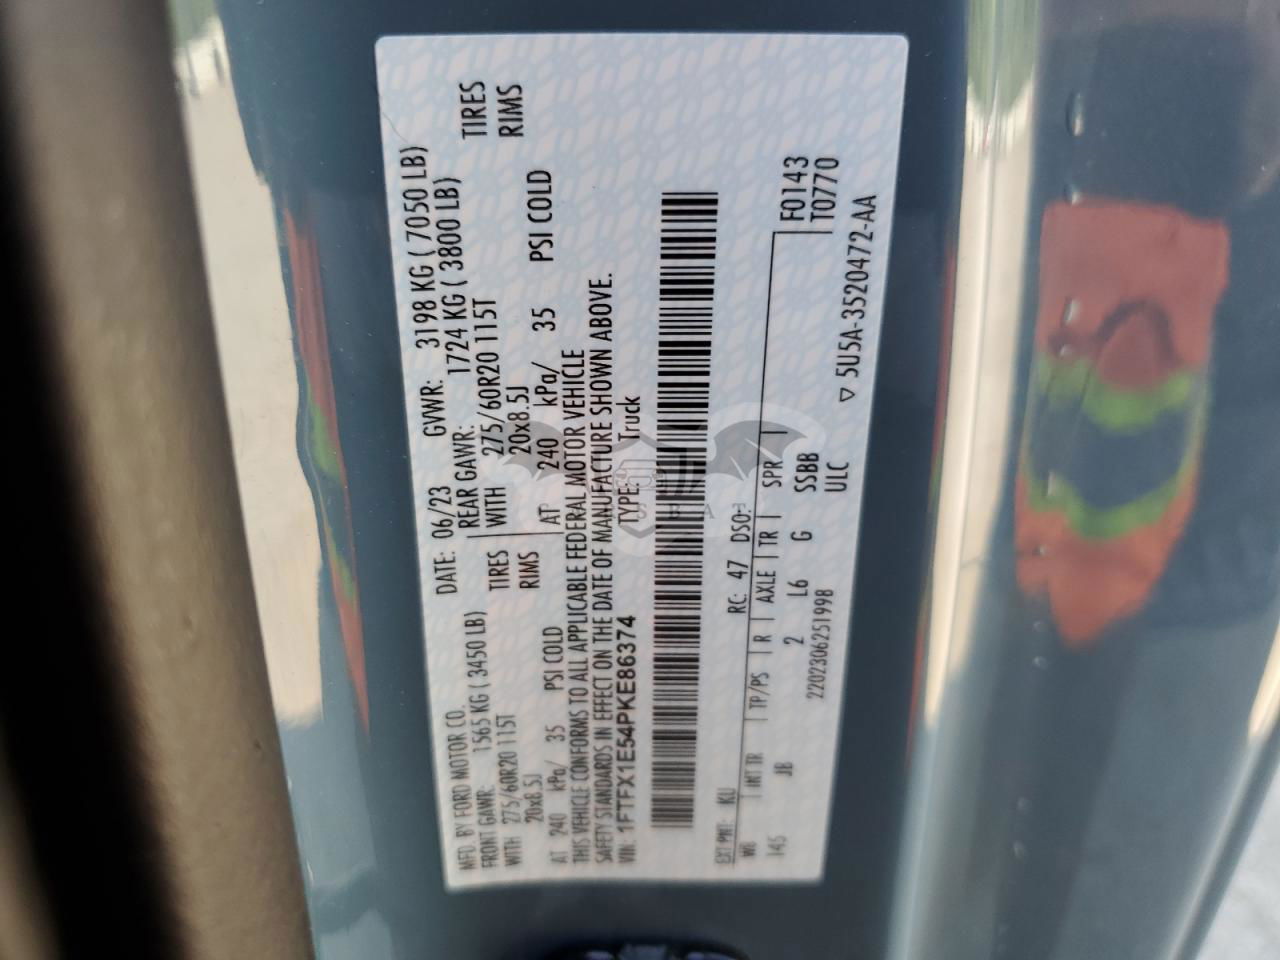 MFD. BY FORD MOTOR CO. DATE: 06/23 GVWR: 3198 KG ( 7050 LB)
FRONT GAWR: 1565 KG ( 3450 LB) REAR GAWR: 1724 KG ( 3800 LB)
WITH 275/60R20 115T TIRES WITH 275/60R20 115T TIRES
20x8.5J RIMS 20x8.5J RIMS
AT 240 kPa/ 35 PSI COLD AT 240 kPa/ 35 PSI COLD
THIS VEHICLE CONFORMS TO ALL APPLICABLE FEDERAL MOTOR VEHICLE
SAFETY STANDARDS IN EFFECT ON THE DATE OF MANUFACTURE SHOWN ABOVE.
VIN: 1FTFX1E54PKE86374 TYPE: Truck
EXT PNT: KU RC: 47 DSO: F0143
WB INT TR TP/PS R AXLE TR SPR T0770
145 JB 2 L6 G SSBB
2202306251998 ULC
▽ 5U5A-3520472-AA